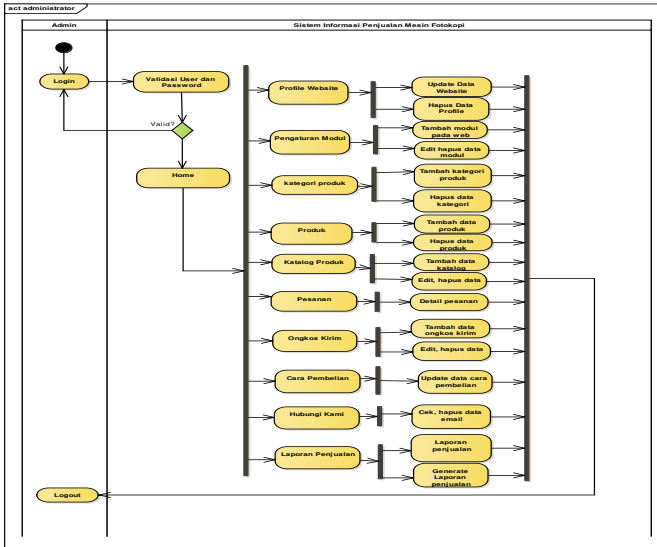 act administrator
Admin
Sistem Informasi Penjualan Mesin Fotokopi
Login
Validasi User dan
Password
Valid?
Home
Profile Website
Update Data
Website
Hapus Data
Profile
Pengaturan Modul
Tambah modul
pada web
Edit hapus data
modul
kategori produk
Tambah kategori
produk
Hapus data
kategori
Produk
Tambah data
produk
Hapus data
produk
Katalog Produk
Tambah data
katalog
Edit, hapus data
Pesanan
Detail pesanan
Ongkos Kirim
Tambah data
ongkos kirim
Edit, hapus data
Cara Pembelian
Update data cara
pembelian
Hubungi Kami
Cek, hapus data
email
Laporan Penjualan
Laporan
penjualan
Generate
Laporan
penjualan
Logout